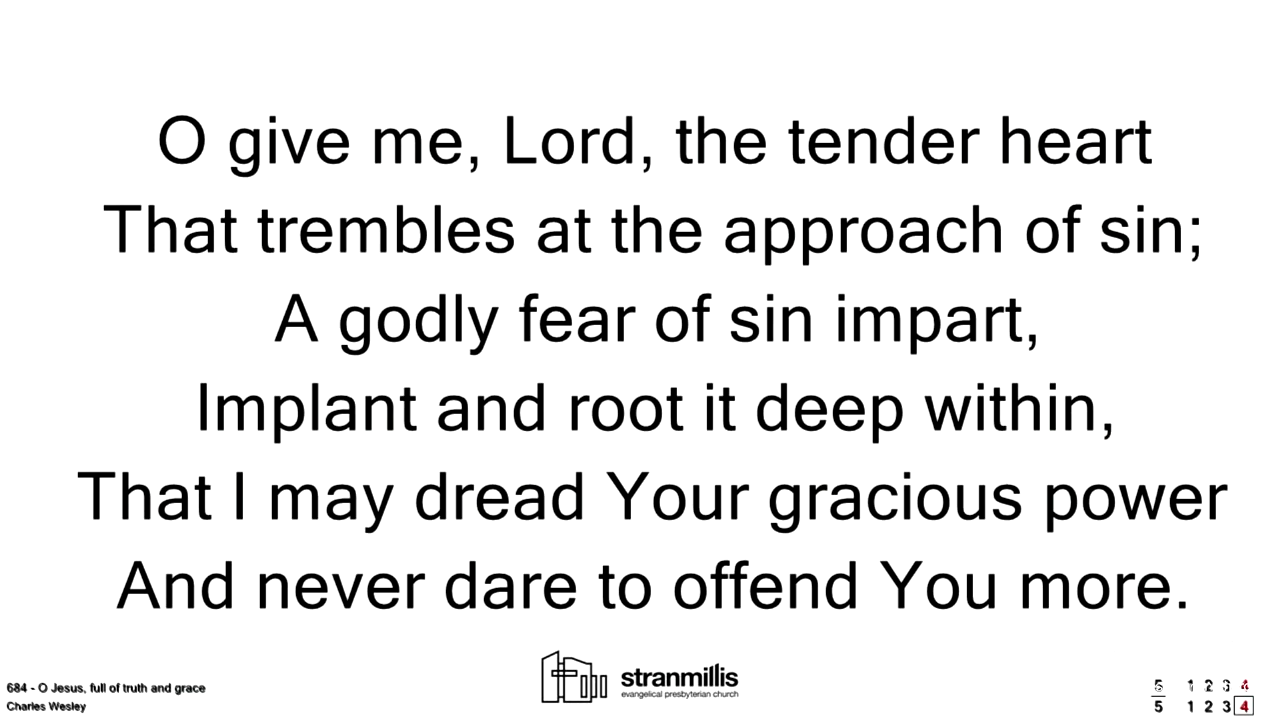 O give me, Lord, the tender heart
That trembles at the approach of sin;
A godly fear of sin impart,
Implant and root it deep within,
That I may dread Your gracious power
And never dare to offend You more.
stranmillis
evangelical presbyterian church
684 - O Jesus, full of truth and grace
Charles Wesley
5 1 2 3 4
5 1 2 3 4